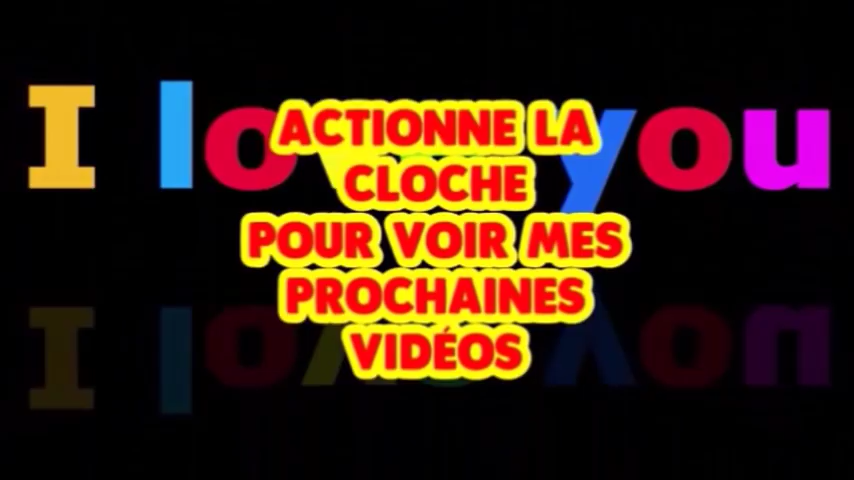 I love you
ACTIONNE LA
CLOCHE
POUR VOIR MES
PROCHAINES
VIDÉOS